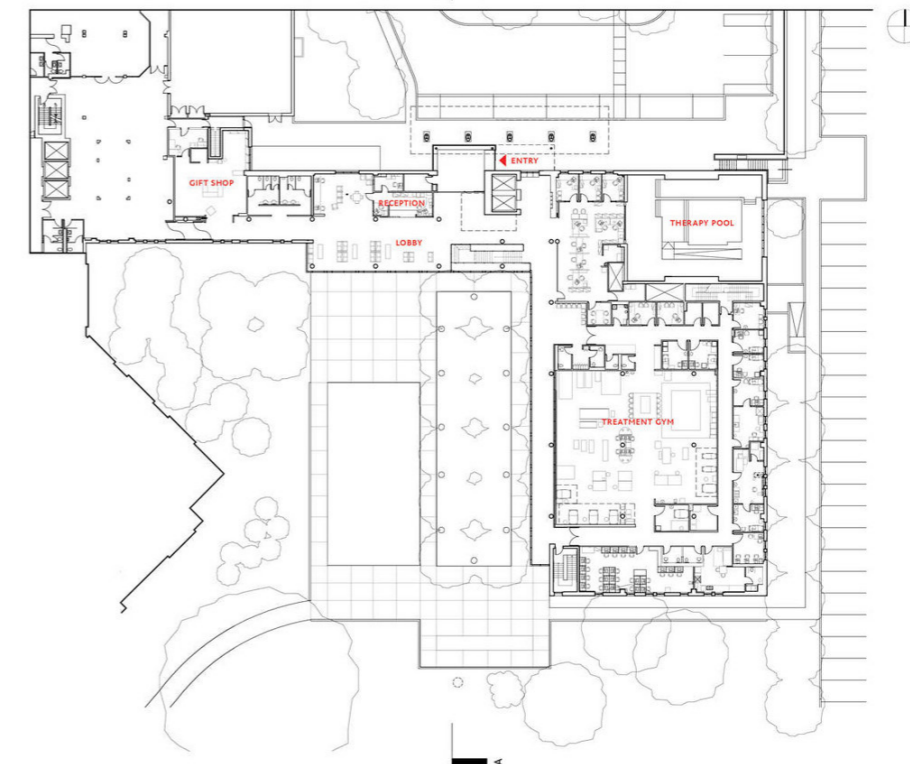 ENTRY
GIFT SHOP
RECEPTION
THERAPY POOL
LOBBY
TREATMENT GYM
A